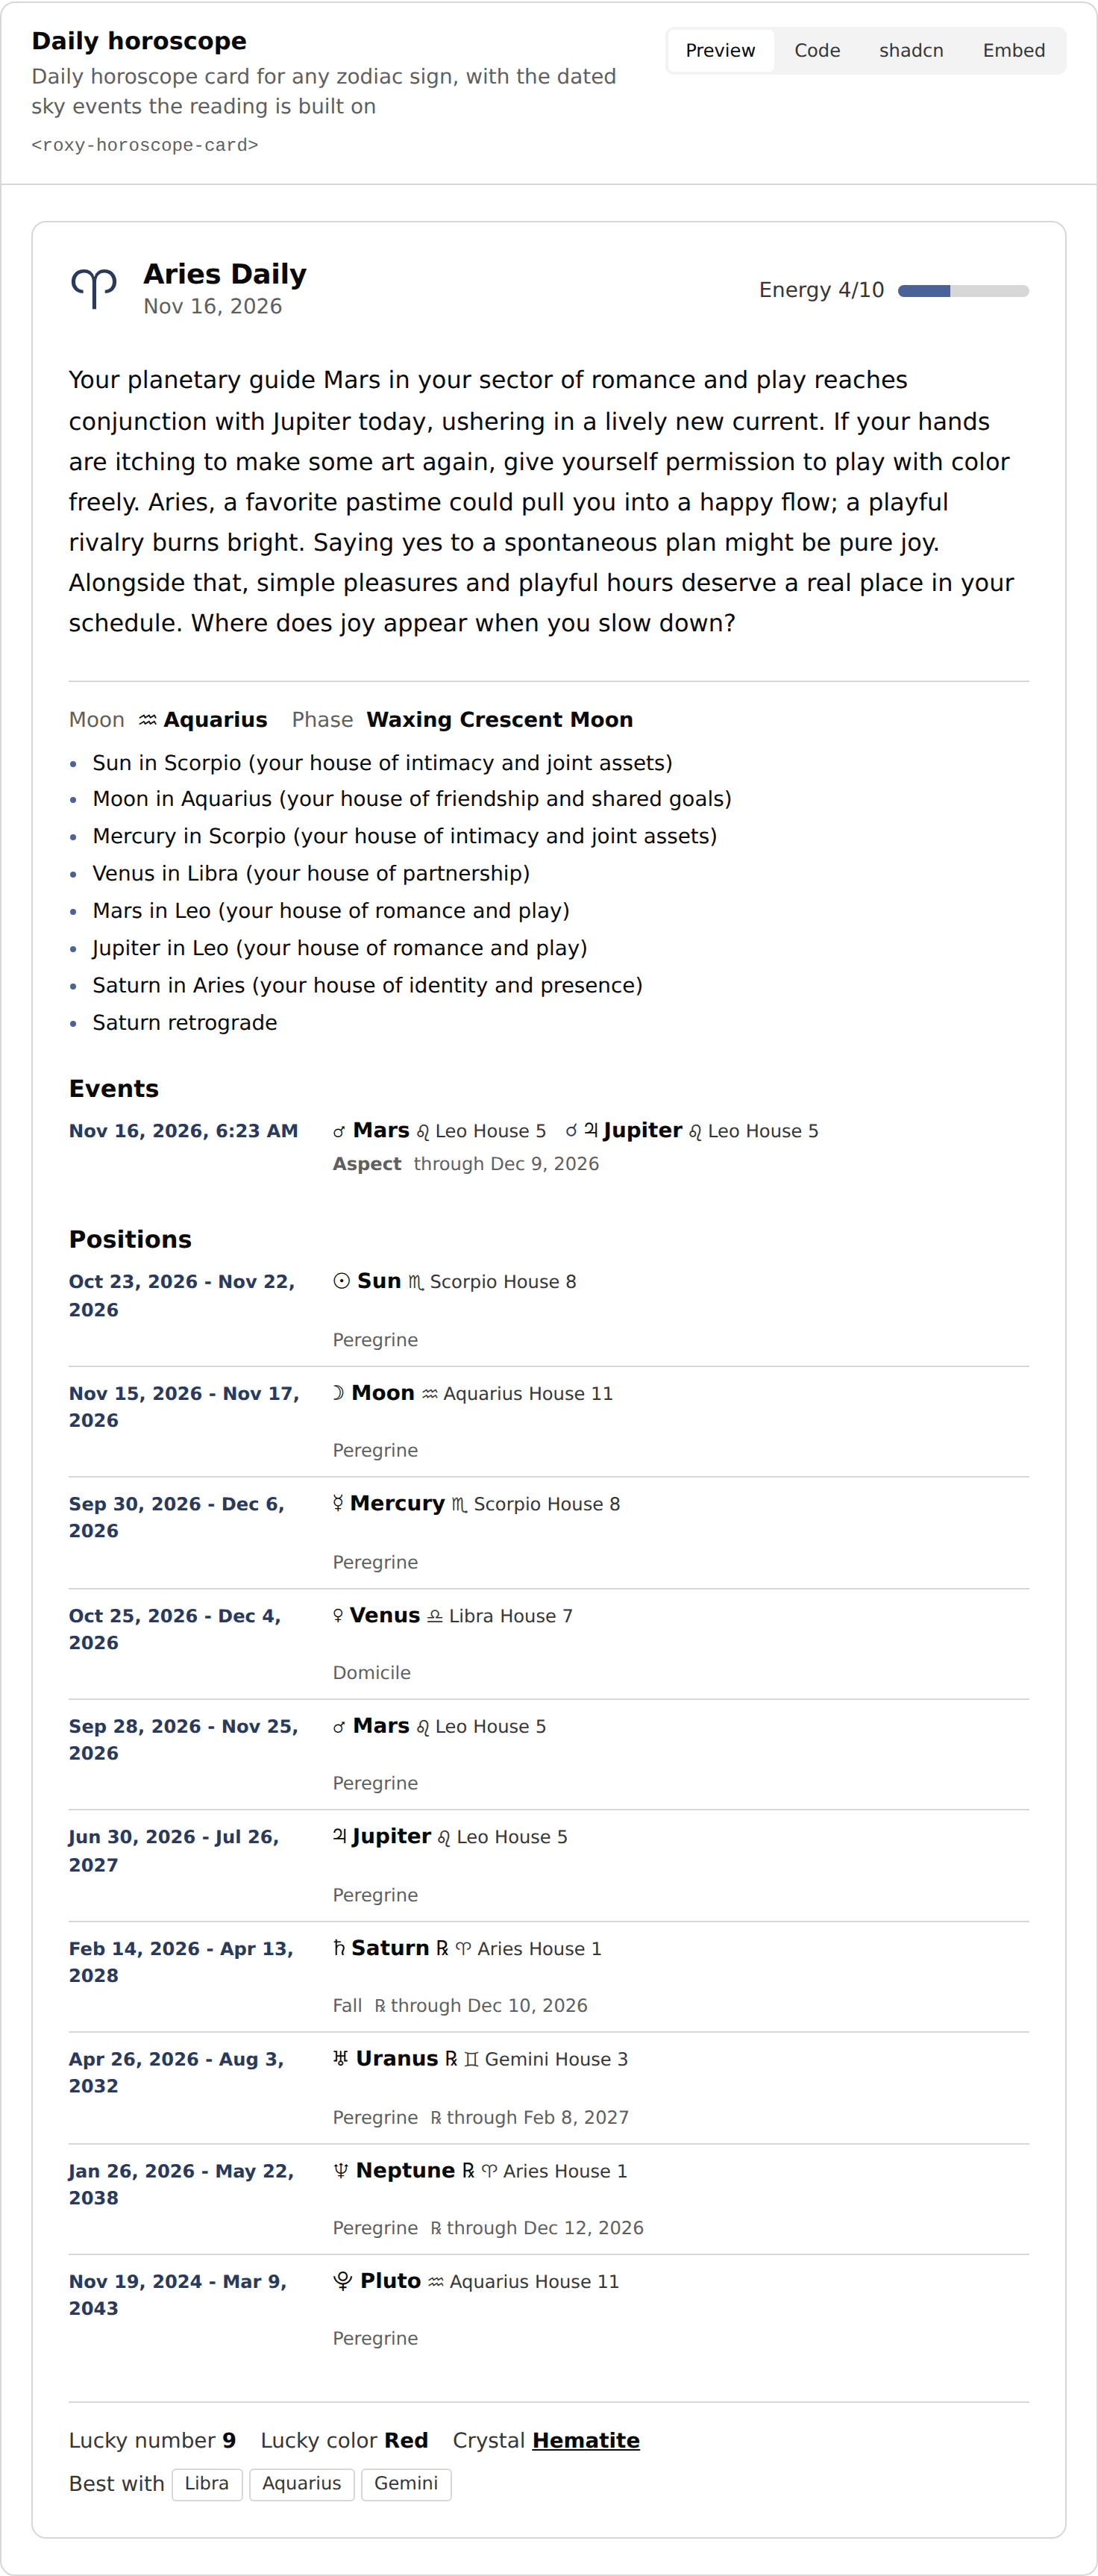 Daily horoscope
Preview Code shadcn Embed
Daily horoscope card for any zodiac sign, with the dated
sky events the reading is built on
<roxy-horoscope-card>
♈ Aries Daily
Nov 16, 2026
Energy 4/10
Your planetary guide Mars in your sector of romance and play reaches
conjunction with Jupiter today, ushering in a lively new current. If your hands
are itching to make some art again, give yourself permission to play with color
freely. Aries, a favorite pastime could pull you into a happy flow; a playful
rivalry burns bright. Saying yes to a spontaneous plan might be pure joy.
Alongside that, simple pleasures and playful hours deserve a real place in your
schedule. Where does joy appear when you slow down?
Moon ♒ Aquarius Phase Waxing Crescent Moon
• Sun in Scorpio (your house of intimacy and joint assets)
• Moon in Aquarius (your house of friendship and shared goals)
• Mercury in Scorpio (your house of intimacy and joint assets)
• Venus in Libra (your house of partnership)
• Mars in Leo (your house of romance and play)
• Jupiter in Leo (your house of romance and play)
• Saturn in Aries (your house of identity and presence)
• Saturn retrograde
Events
Nov 16, 2026, 6:23 AM ♂ Mars ♌ Leo House 5 ☌ ♃ Jupiter ♌ Leo House 5
Aspect through Dec 9, 2026
Positions
Oct 23, 2026 - Nov 22,
2026
☉ Sun ♏ Scorpio House 8
Peregrine
Nov 15, 2026 - Nov 17,
2026
☽ Moon ♒ Aquarius House 11
Peregrine
Sep 30, 2026 - Dec 6,
2026
☿ Mercury ♏ Scorpio House 8
Peregrine
Oct 25, 2026 - Dec 4,
2026
♀ Venus ♎ Libra House 7
Domicile
Sep 28, 2026 - Nov 25,
2026
♂ Mars ♌ Leo House 5
Peregrine
Jun 30, 2026 - Jul 26,
2027
♃ Jupiter ♌ Leo House 5
Peregrine
Feb 14, 2026 - Apr 13,
2028
♄ Saturn ℞ ♈ Aries House 1
Fall ℞ through Dec 10, 2026
Apr 26, 2026 - Aug 3,
2032
♅ Uranus ℞ ♊ Gemini House 3
Peregrine ℞ through Feb 8, 2027
Jan 26, 2026 - May 22,
2038
♆ Neptune ℞ ♈ Aries House 1
Peregrine ℞ through Dec 12, 2026
Nov 19, 2024 - Mar 9,
2043
⯓ Pluto ♒ Aquarius House 11
Peregrine
Lucky number 9 Lucky color Red Crystal Hematite
Best with Libra Aquarius Gemini